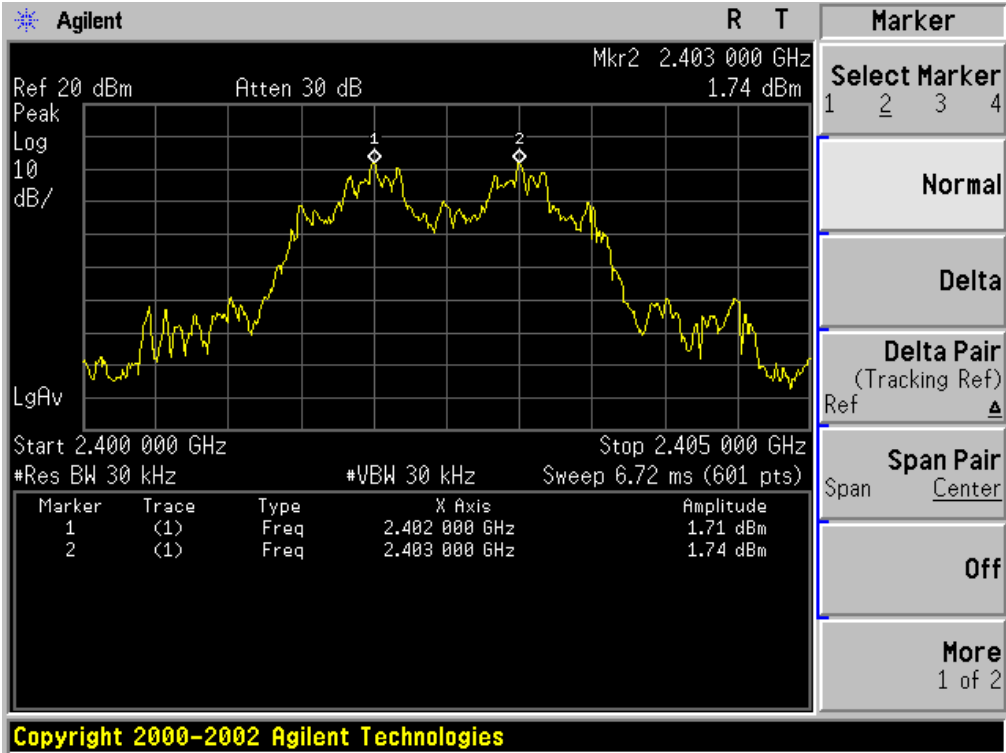 Agilent R T Marker
Mkr2 2.403 000 GHz
Ref 20 dBm Atten 30 dB 1.74 dBm
Peak
Log
10
dB/
1 2
LgAv
Start 2.400 000 GHz Stop 2.405 000 GHz
#Res BW 30 kHz #VBW 30 kHz Sweep 6.72 ms (601 pts)
Marker Trace Type X Axis Amplitude
1 (1) Freq 2.402 000 GHz 1.71 dBm
2 (1) Freq 2.403 000 GHz 1.74 dBm
Select Marker
1 2 3 4
Normal
Delta
Delta Pair
(Tracking Ref)
Ref Δ
Span Pair
Span Center
Off
More
1 of 2
Copyright 2000-2002 Agilent Technologies